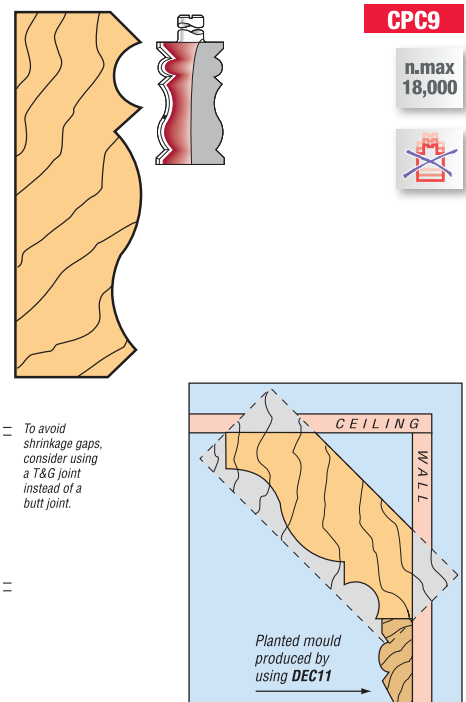 CPC9
n.max
18,000
To avoid
shrinkage gaps,
consider using
a T&G joint
instead of a
butt joint.
CEILING
WALL
Planted mould
produced by
using DEC11